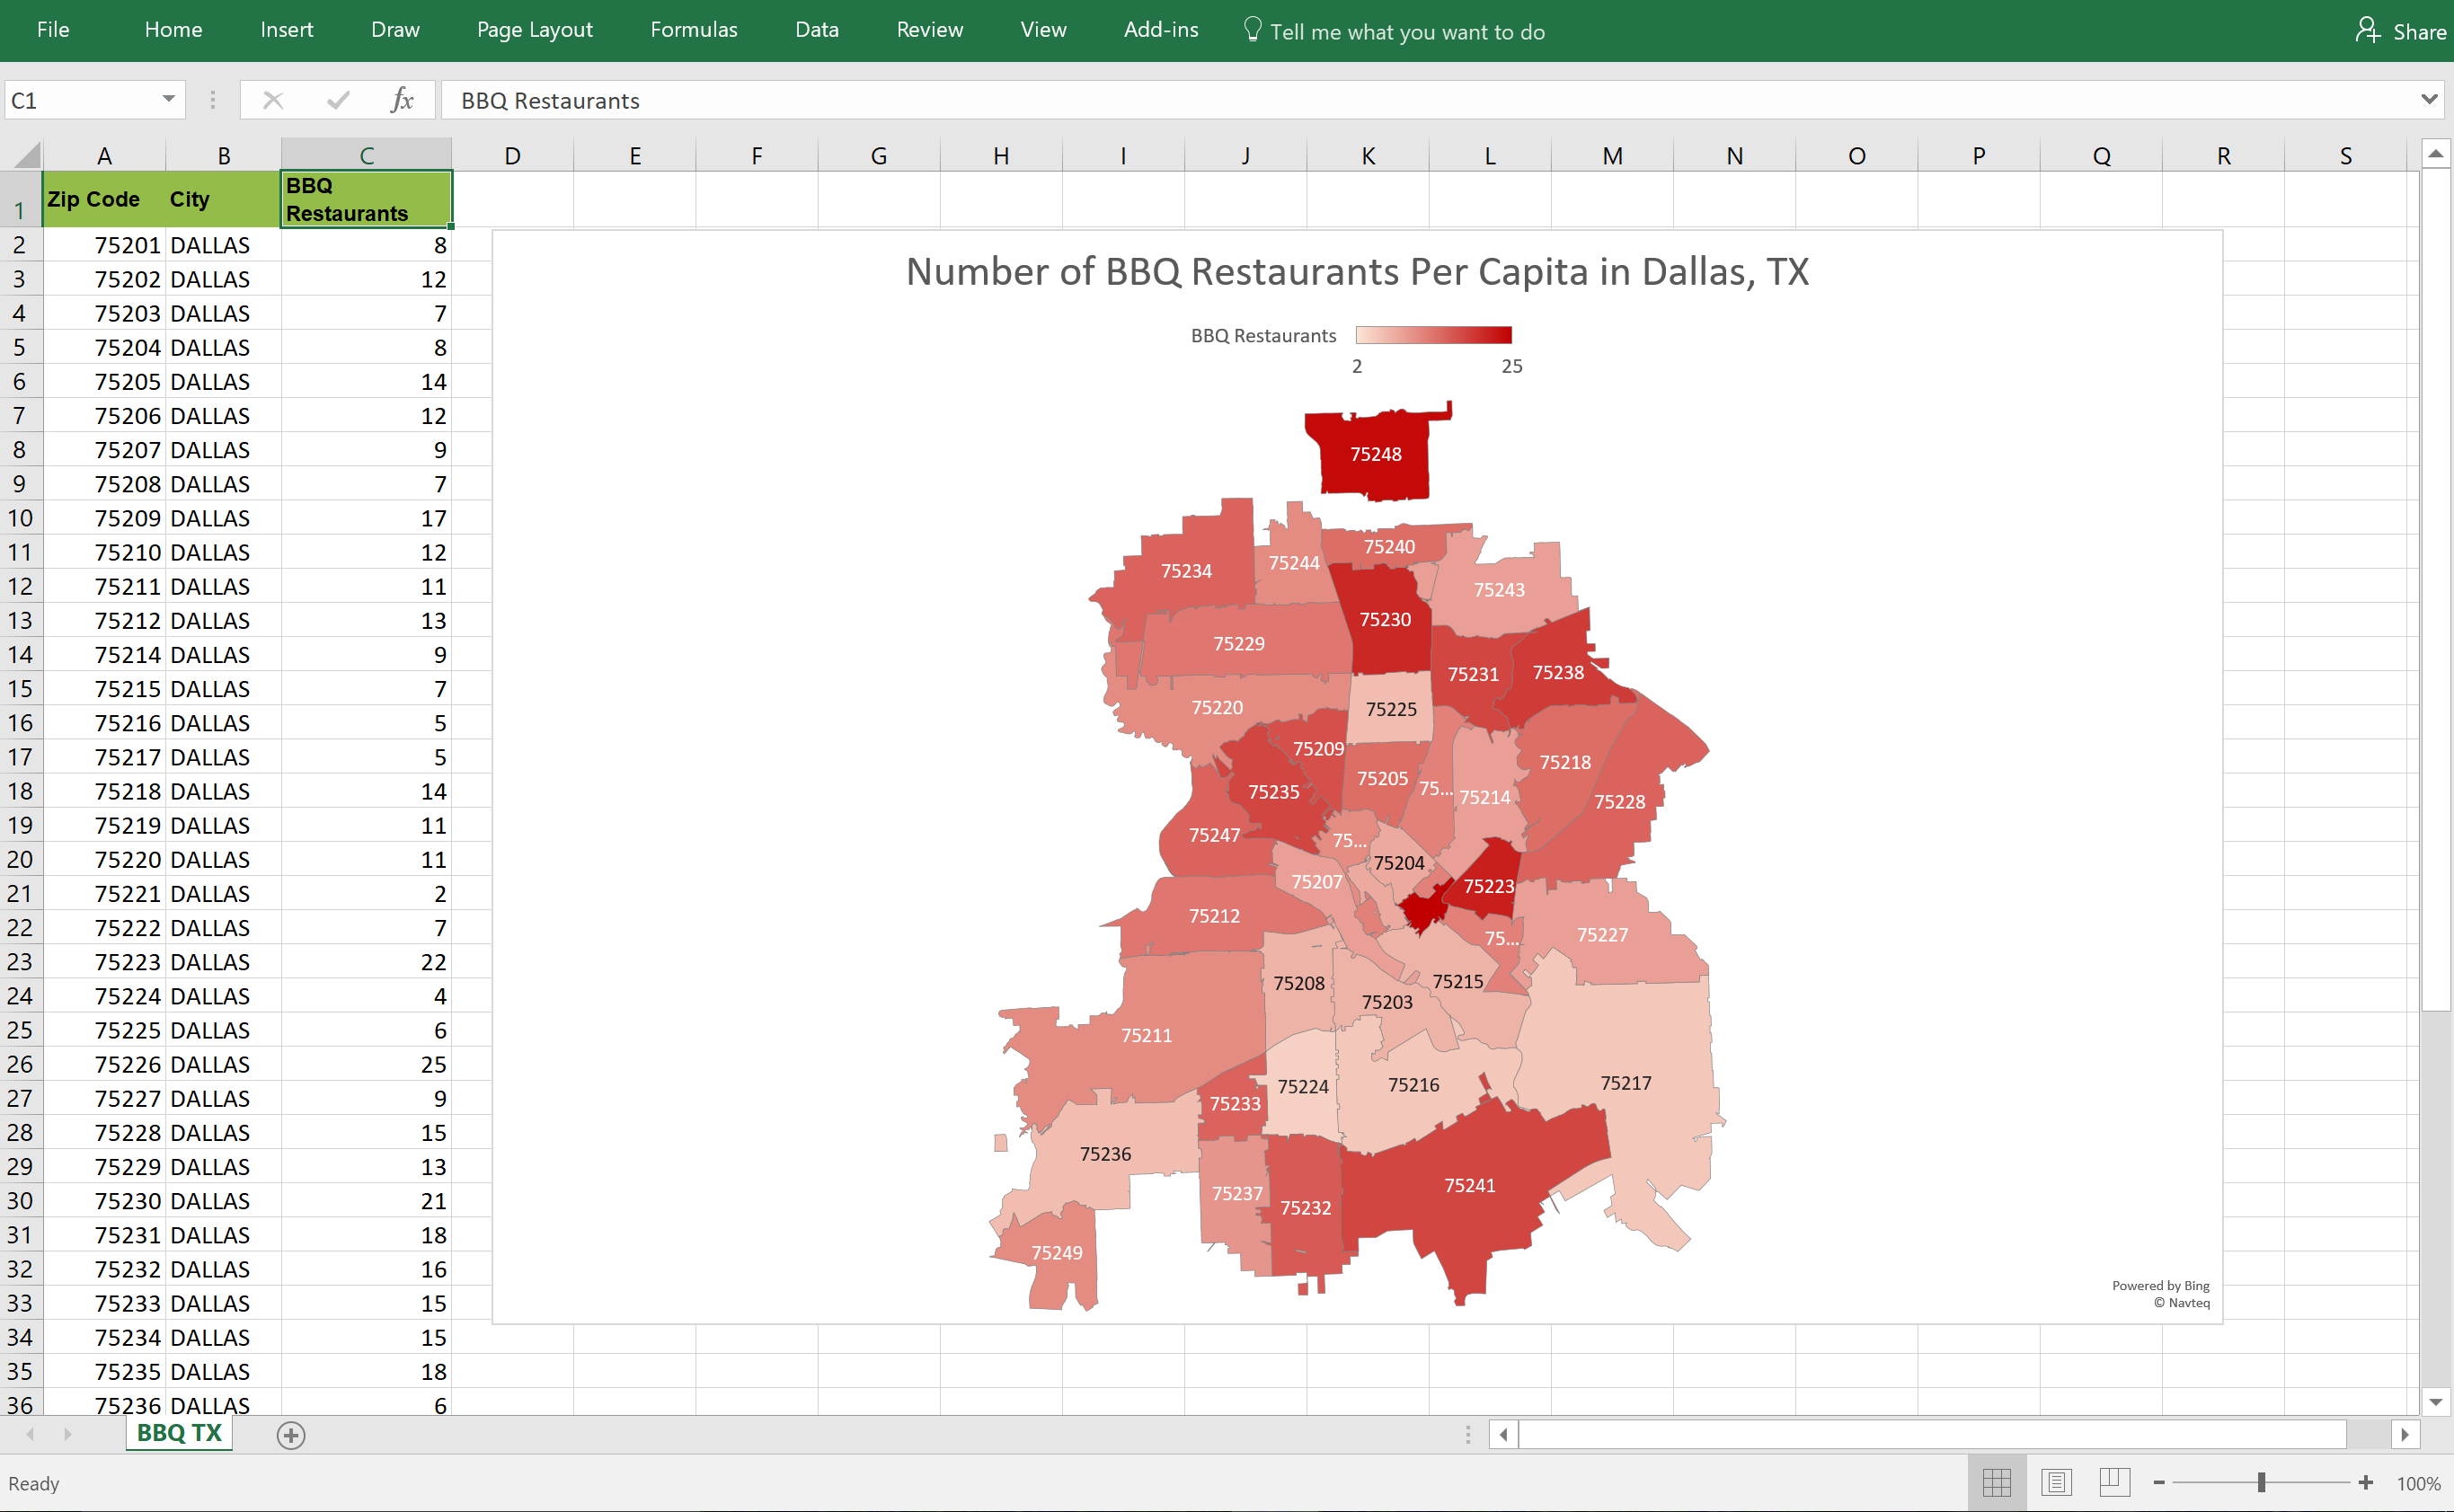 File Home Insert Draw Page Layout Formulas Data Review View Add-ins Tell me what you want to do Share
C1 fx BBQ Restaurants
A B C D E F G H I J K L M N O P Q R S
1 Zip Code City BBQ Restaurants
2 75201 DALLAS 8
3 75202 DALLAS 12
4 75203 DALLAS 7
5 75204 DALLAS 8
6 75205 DALLAS 14
7 75206 DALLAS 12
8 75207 DALLAS 9
9 75208 DALLAS 7
10 75209 DALLAS 17
11 75210 DALLAS 12
12 75211 DALLAS 11
13 75212 DALLAS 13
14 75214 DALLAS 9
15 75215 DALLAS 7
16 75216 DALLAS 5
17 75217 DALLAS 5
18 75218 DALLAS 14
19 75219 DALLAS 11
20 75220 DALLAS 11
21 75221 DALLAS 2
22 75222 DALLAS 7
23 75223 DALLAS 22
24 75224 DALLAS 4
25 75225 DALLAS 6
26 75226 DALLAS 25
27 75227 DALLAS 9
28 75228 DALLAS 15
29 75229 DALLAS 13
30 75230 DALLAS 21
31 75231 DALLAS 18
32 75232 DALLAS 16
33 75233 DALLAS 15
34 75234 DALLAS 15
35 75235 DALLAS 18
36 75236 DALLAS 6
Number of BBQ Restaurants Per Capita in Dallas, TX
BBQ Restaurants
2 25
75248
75240
75244
75234
75243
75230
75229
75238
75231
75220
75225
75209
75218
75205
75...
75235
75214
75228
75247
75...
75204
75207
75223
75212
75...
75227
75215
75208
75203
75211
75217
75216
75224
75233
75236
75241
75237
75232
75249
Powered by Bing
© Navteq
BBQ TX
Ready 100%